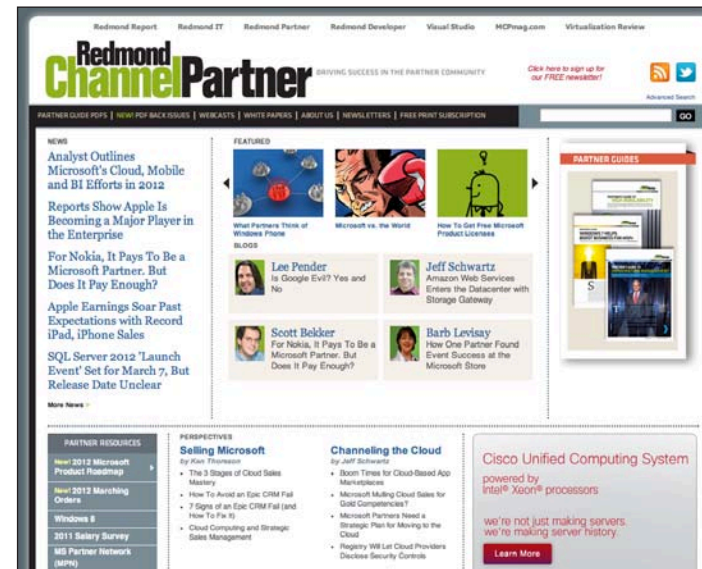 Redmond Report Redmond IT Redmond Partner Redmond Developer Visual Studio MCPmag.com Virtualization Review
Redmond
ChannelPartner
DRIVING SUCCESS IN THE PARTNER COMMUNITY
Click here to sign up for
our FREE newsletter!
Advanced Search
PARTNER GUIDE PDFS | NEW! PDF BACK ISSUES | WEBCASTS | WHITE PAPERS | ABOUT US | NEWSLETTERS | FREE PRINT SUBSCRIPTION
GO
NEWS
Analyst Outlines
Microsoft's Cloud, Mobile
and BI Efforts in 2012
Reports Show Apple Is
Becoming a Major Player in
the Enterprise
For Nokia, It Pays To Be a
Microsoft Partner. But
Does It Pay Enough?
Apple Earnings Soar Past
Expectations with Record
iPad, iPhone Sales
SQL Server 2012 'Launch
Event' Set for March 7, But
Release Date Unclear
More News »
FEATURED
What Partners Think of
Windows Phone
Microsoft vs. the World
How To Get Free Microsoft
Product Licenses
BLOGS
Lee Pender
Is Google Evil? Yes and
No
Jeff Schwartz
Amazon Web Services
Enters the Datacenter with
Storage Gateway
Scott Bekker
For Nokia, It Pays To Be a
Microsoft Partner. But
Does It Pay Enough?
Barb Levisay
How One Partner Found
Event Success at the
Microsoft Store
PARTNER GUIDES
PARTNER RESOURCES
New! 2012 Microsoft
Product Roadmap
New! 2012 Marching
Orders
Windows 8
2011 Salary Survey
MS Partner Network
(MPN)
PERSPECTIVES
Selling Microsoft
by Ken Thoreson
• The 3 Stages of Cloud Sales
Mastery
• How To Avoid an Epic CRM Fail
• 7 Signs of an Epic CRM Fail (and
How To Fix It)
• Cloud Computing and Strategic
Sales Management
Channeling the Cloud
by Jeff Schwartz
• Boom Times for Cloud-Based App
Marketplaces
• Microsoft Mulling Cloud Sales for
Gold Competencies?
• Microsoft Partners Need a
Strategic Plan for Moving to the
Cloud
• Registry Will Let Cloud Providers
Disclose Security Controls
Cisco Unified Computing System
powered by
Intel® Xeon® processors
we're not just making servers.
we're making server history.
Learn More